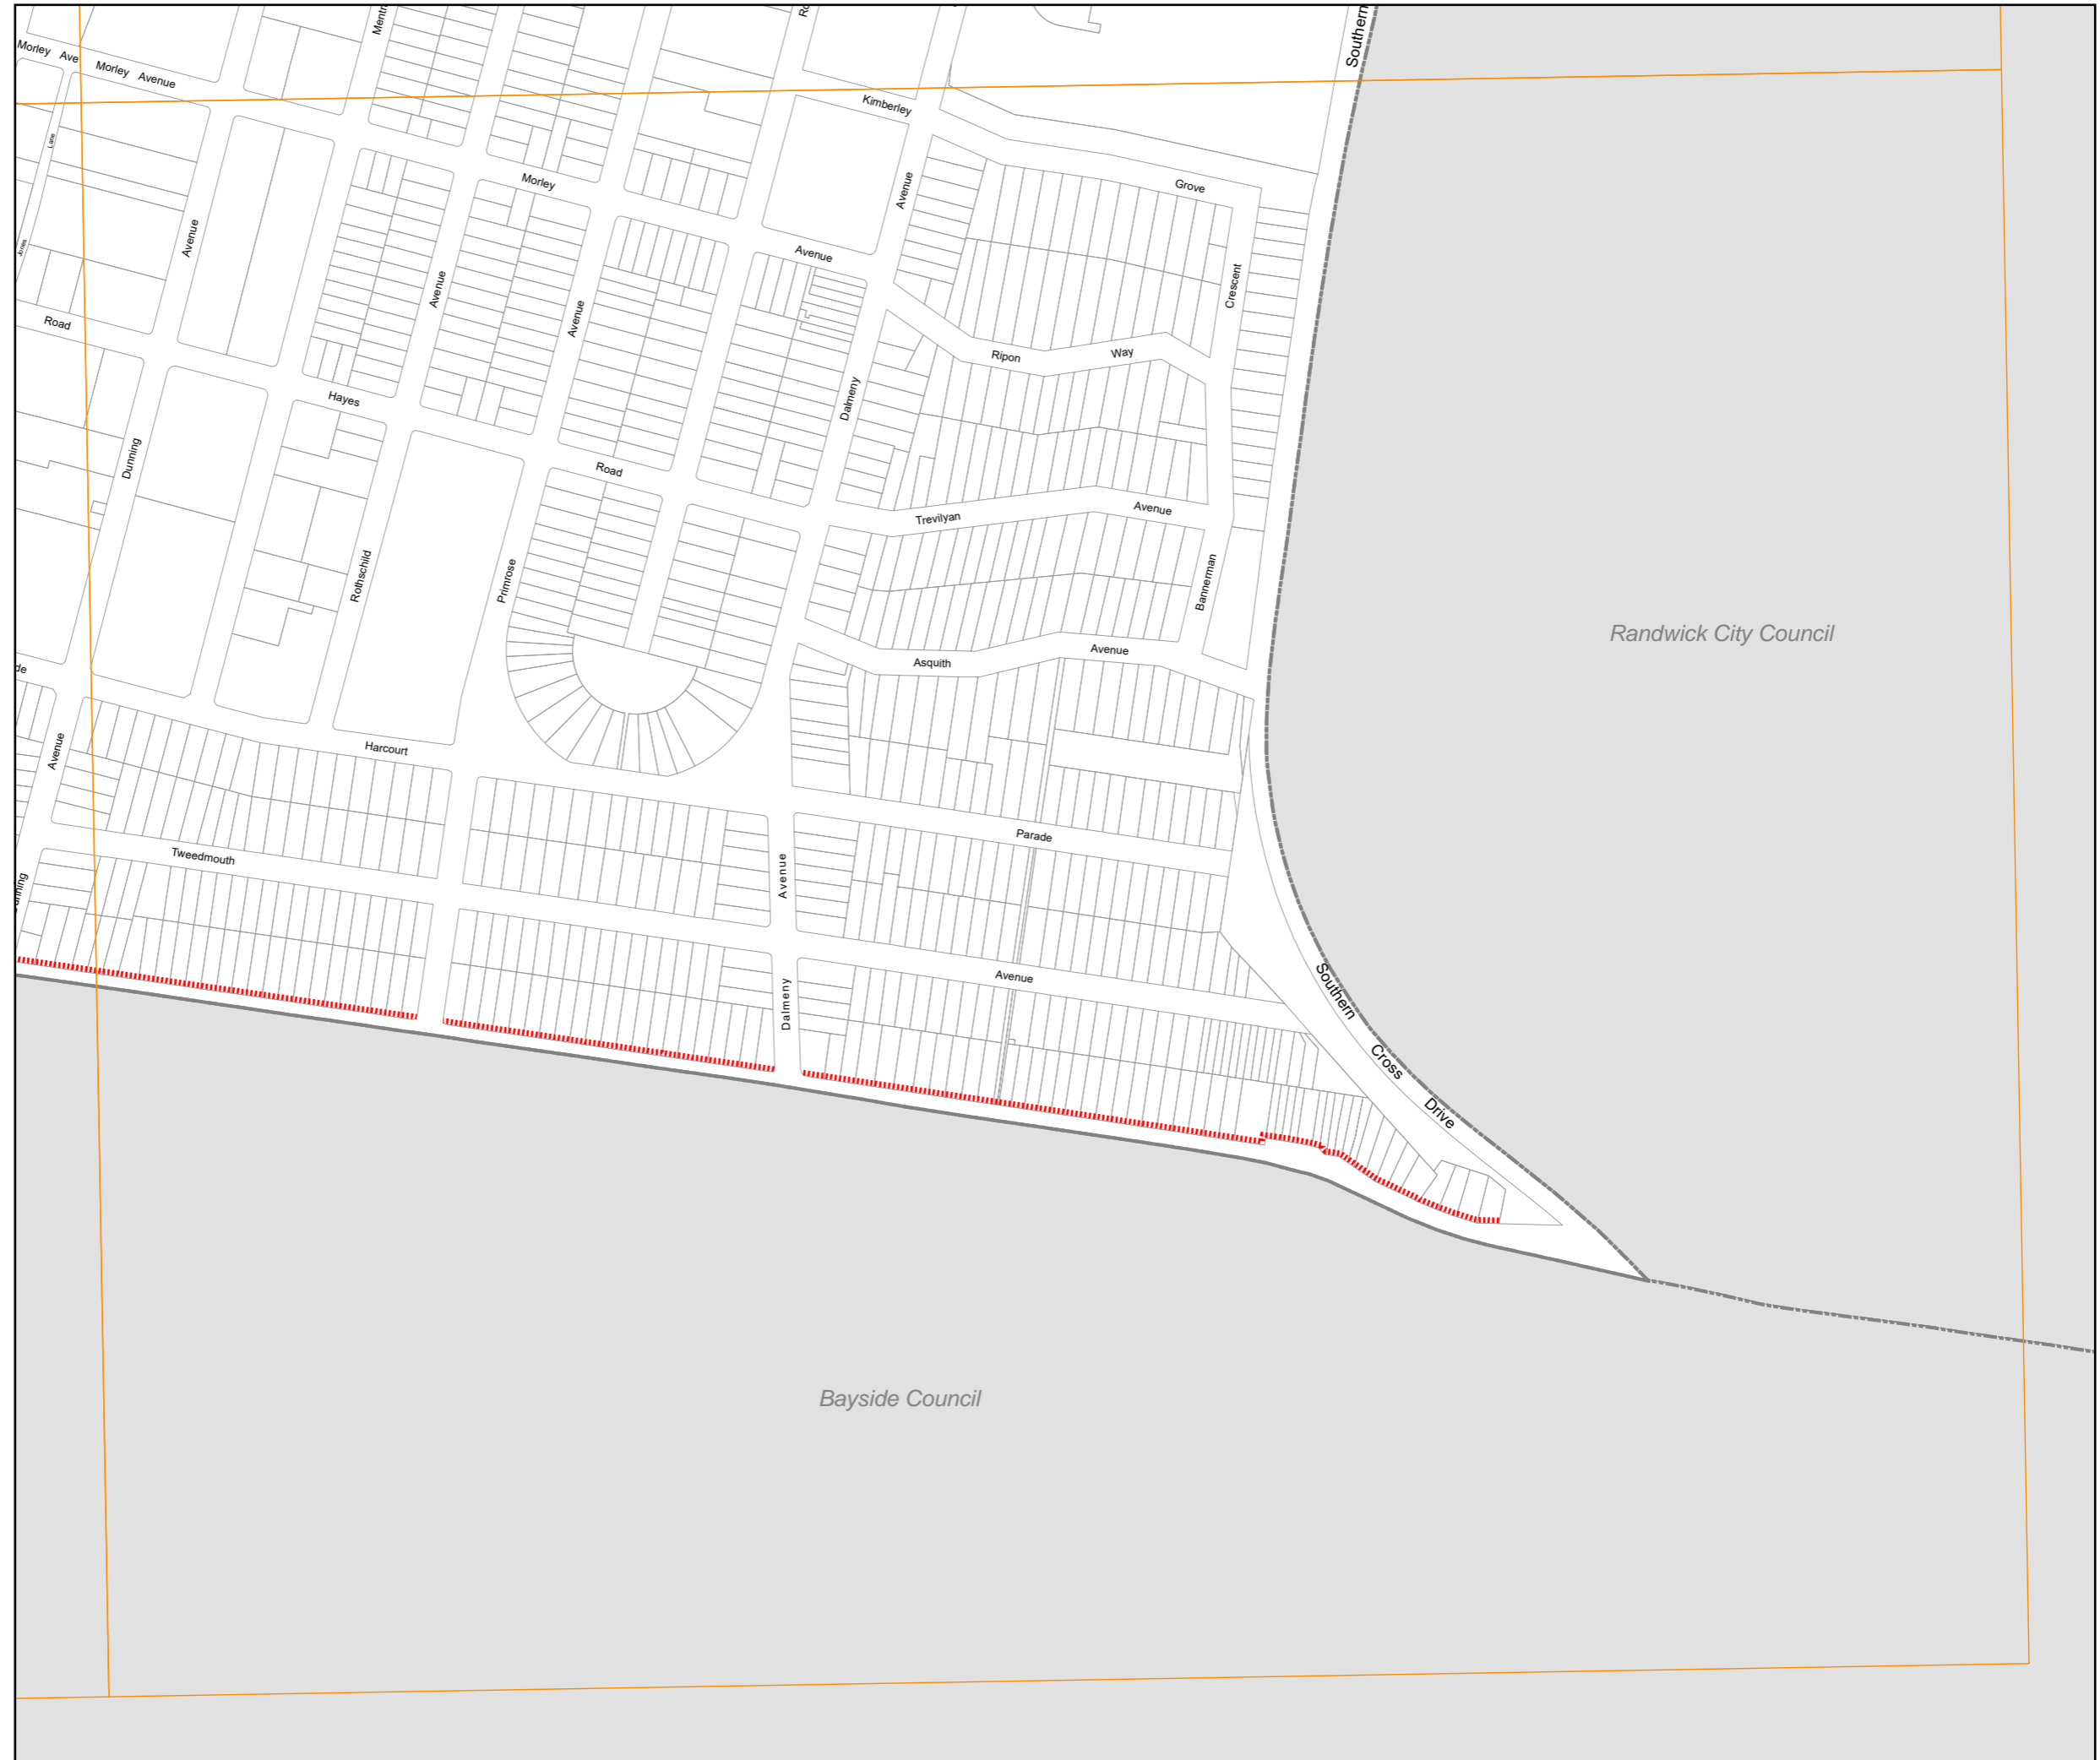 Southern
Morley Ave
Morley Avenue
Kimberley
Lane
Morley
Grove
Avenue
Avenue
Jones
Avenue
Crescent
Avenue
Avenue
Road
Ripon
Way
Hayes
Dalmeny
Dunning
Road
Trevilyan
Avenue
Rothschild
Primrose
Bannerman
Randwick City Council
Asquith
Avenue
Avenue
Harcourt
Parade
Tweedmouth
Avenue
Avenue
Dalmeny
Southern
Cross
Drive
Bayside Council